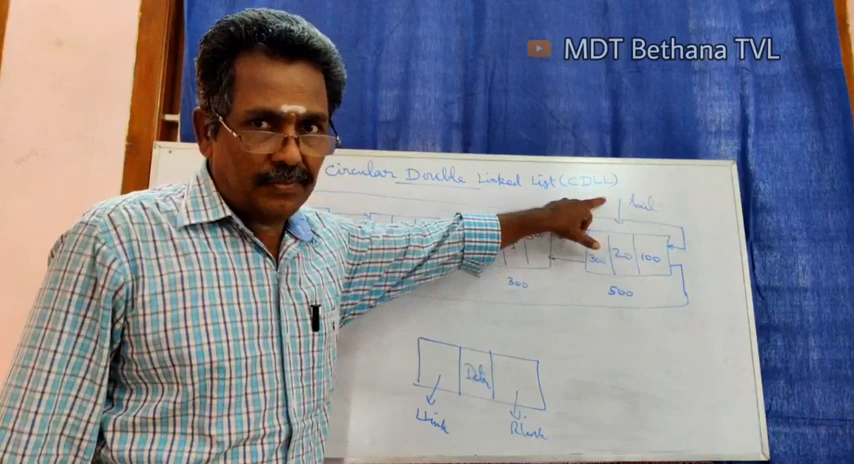 MDT Bethana TVL
Circular Double Linked List (CDLL)
tail
300 20 100
300
500
Data
Llink
Rlink